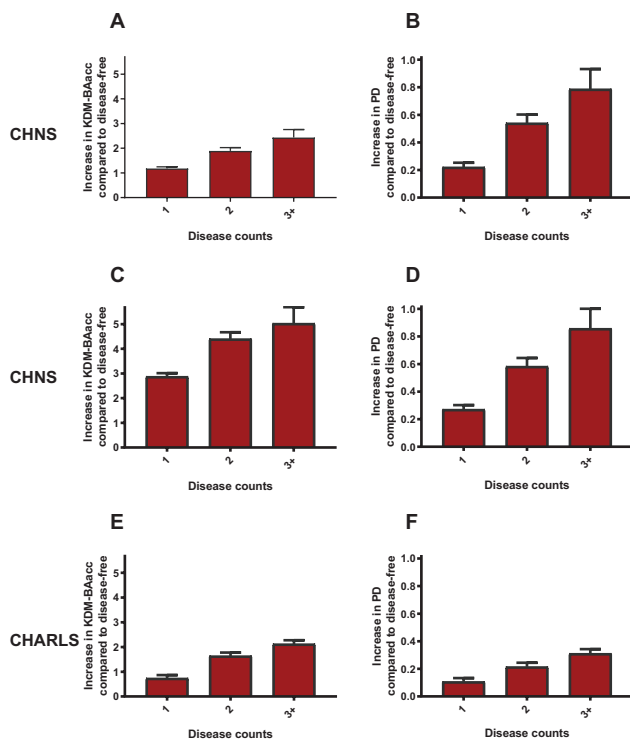 A
B
CHNS
Increase in KDM-BAacc
compared to disease-free
5
4
3
2
1
0
1
2
3+
Disease counts
Increase in PD
compared to disease-free
1.0
0.8
0.6
0.4
0.2
0.0
1
2
3+
Disease counts
C
D
CHNS
Increase in KDM-BAacc
compared to disease-free
5
4
3
2
1
0
1
2
3+
Disease counts
Increase in PD
compared to disease-free
1.0
0.8
0.6
0.4
0.2
0.0
1
2
3+
Disease counts
E
F
CHARLS
Increase in KDM-BAacc
compared to disease-free
5
4
3
2
1
0
1
2
3+
Disease counts
Increase in PD
compared to disease-free
1.0
0.8
0.6
0.4
0.2
0.0
1
2
3+
Disease counts